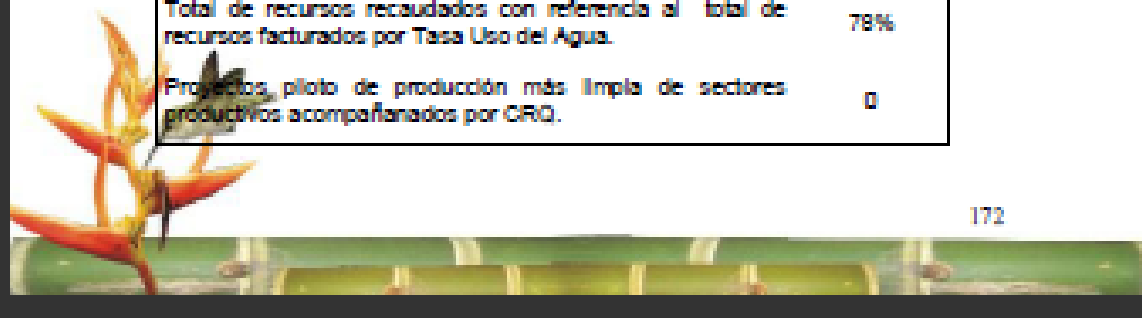 Total de recursos recaudados con referencia al total de
recursos facturados por Tasa Uso del Agua.
78%
Proyectos piloto de producción más limpia de sectores
productivos acompañanados por CRQ.
0
172